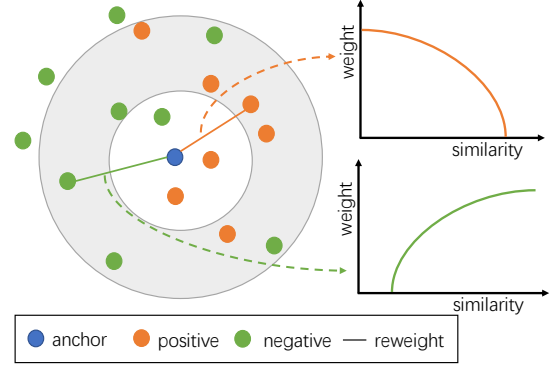 weight
similarity
weight
similarity
anchor positive negative reweight